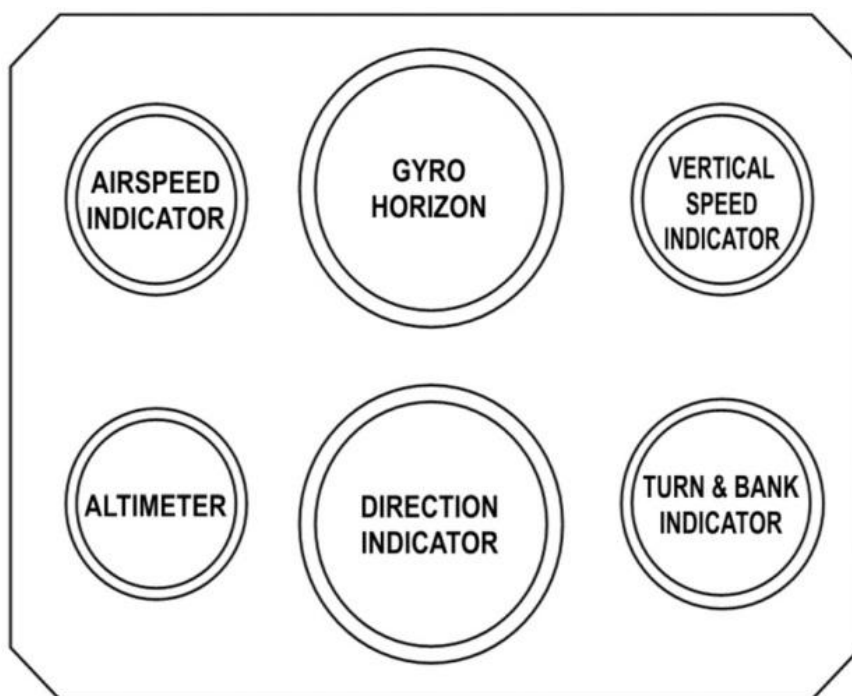 AIRSPEED
INDICATOR
GYRO
HORIZON
VERTICAL
SPEED
INDICATOR
ALTIMETER
DIRECTION
INDICATOR
TURN & BANK
INDICATOR